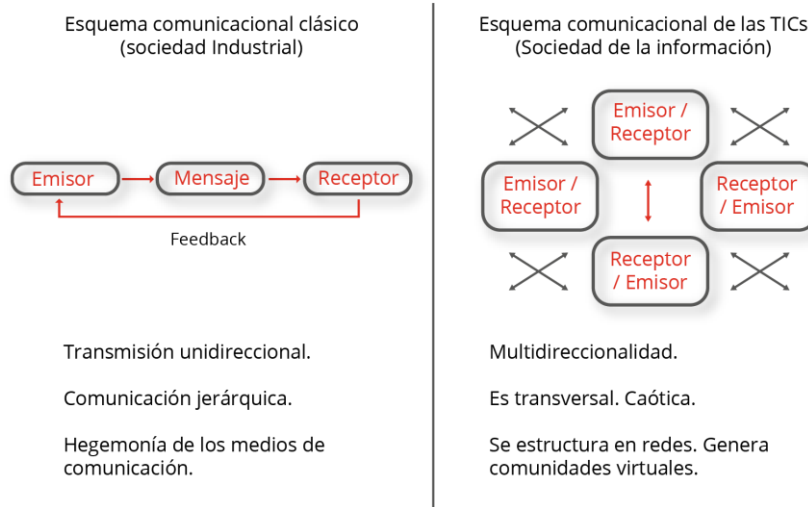 Esquema comunicacional clásico
(sociedad Industrial)
Emisor
Mensaje
Receptor
Feedback
Transmisión unidireccional.
Comunicación jerárquica.
Hegemonía de los medios de
comunicación.
Esquema comunicacional de las TICs
(Sociedad de la información)
Emisor /
Receptor
Emisor /
Receptor
Receptor
/ Emisor
Receptor
/ Emisor
Multidireccionalidad.
Es transversal. Caótica.
Se estructura en redes. Genera
comunidades virtuales.